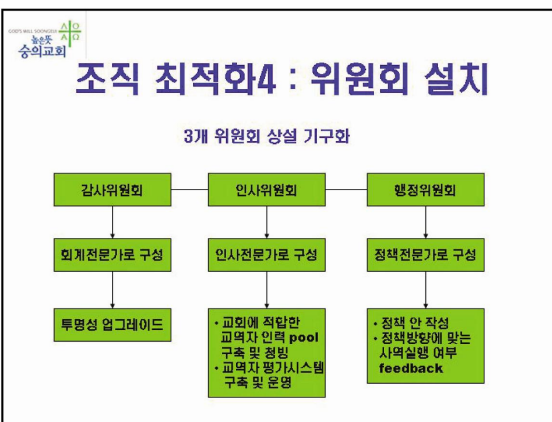 GOD'S WILL SOONGEUI
높은뜻
숭의교회
조직 최적화4 : 위원회 설치
3개 위원회 상설 기구화
감사위원회
인사위원회
행정위원회
회계전문가로 구성
인사전문가로 구성
정책전문가로 구성
투명성 업그레이드
• 교회에 적합한
교역자 인력 pool
구축 및 청빙
• 교역자 평가시스템
구축 및 운영
• 정책 안 작성
• 정책방향에 맞는
사역실행 여부
feedback